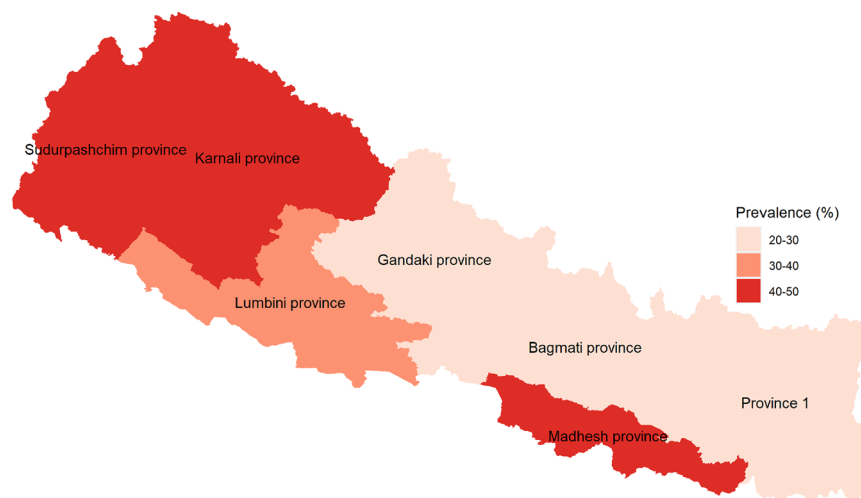 Sudurpashchim province
Karnali province
Prevalence (%)
20-30
30-40
40-50
Gandaki province
Lumbini province
Bagmati province
Province 1
Madhesh province